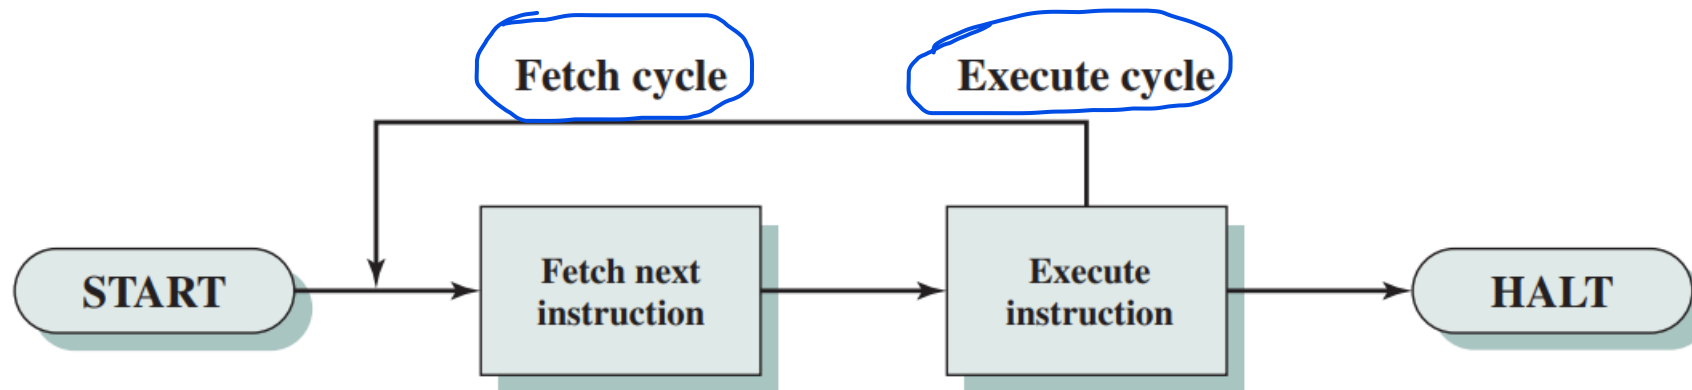 Fetch cycle
Execute cycle
START
Fetch next
instruction
Execute
instruction
HALT